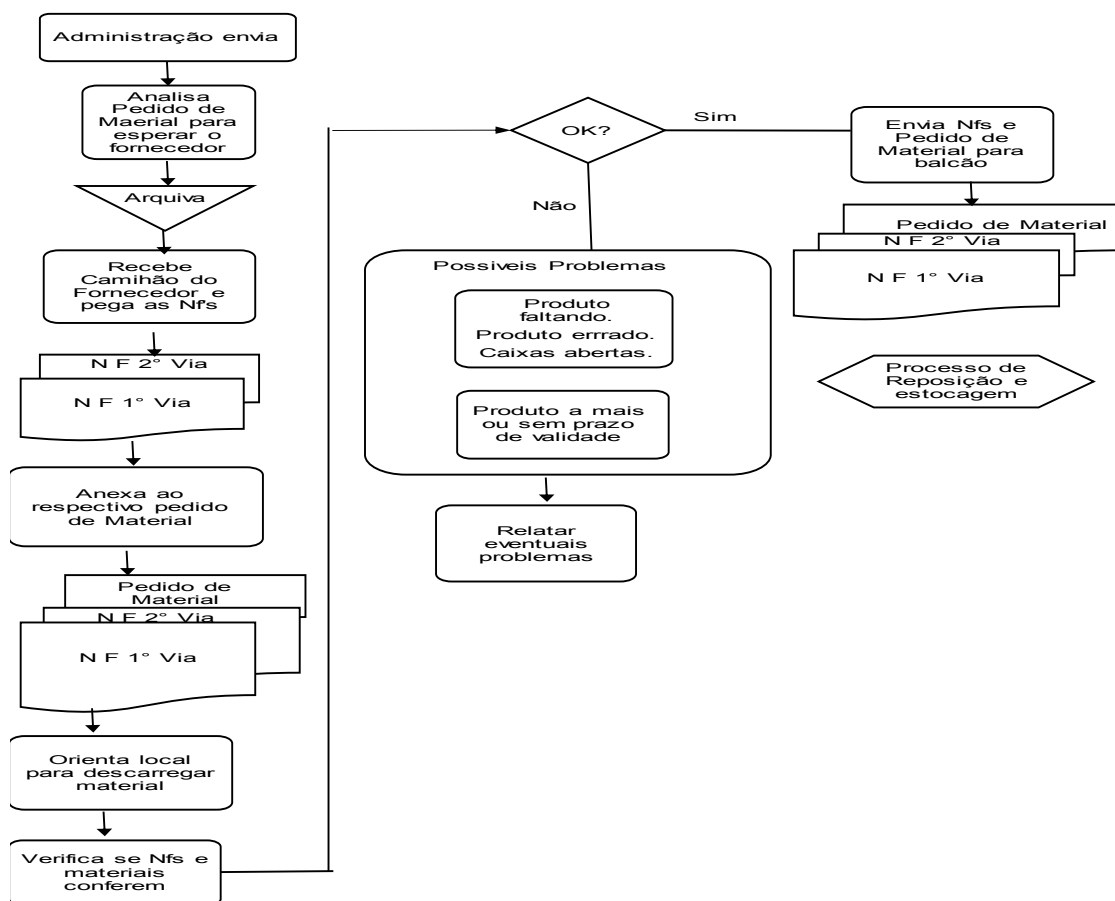 Administração envia
Analisa
Pedido de
Maerial para
esperar o
fornecedor
Arquiva
Recebe
Camihão do
Fornecedor e
pega as Nf's
N F 2° Via
N F 1° Via
Anexa ao
respectivo pedido
de Material
Pedido de
Material
N F 2° Via
N F 1° Via
Orienta local
para descarregar
material
Verifica se Nfs e
materiais
conferem
OK?
Sim
Não
Possiveis Problemas
Produto
faltando.
Produto errrado.
Caixas abertas.
Produto a mais
ou sem prazo
de validade
Relatar
eventuais
problemas
Envia Nfs e
Pedido de
Material para
balcão
Pedido de Material
N F 2° Via
N F 1° Via
Processo de
Reposição e
estocagem